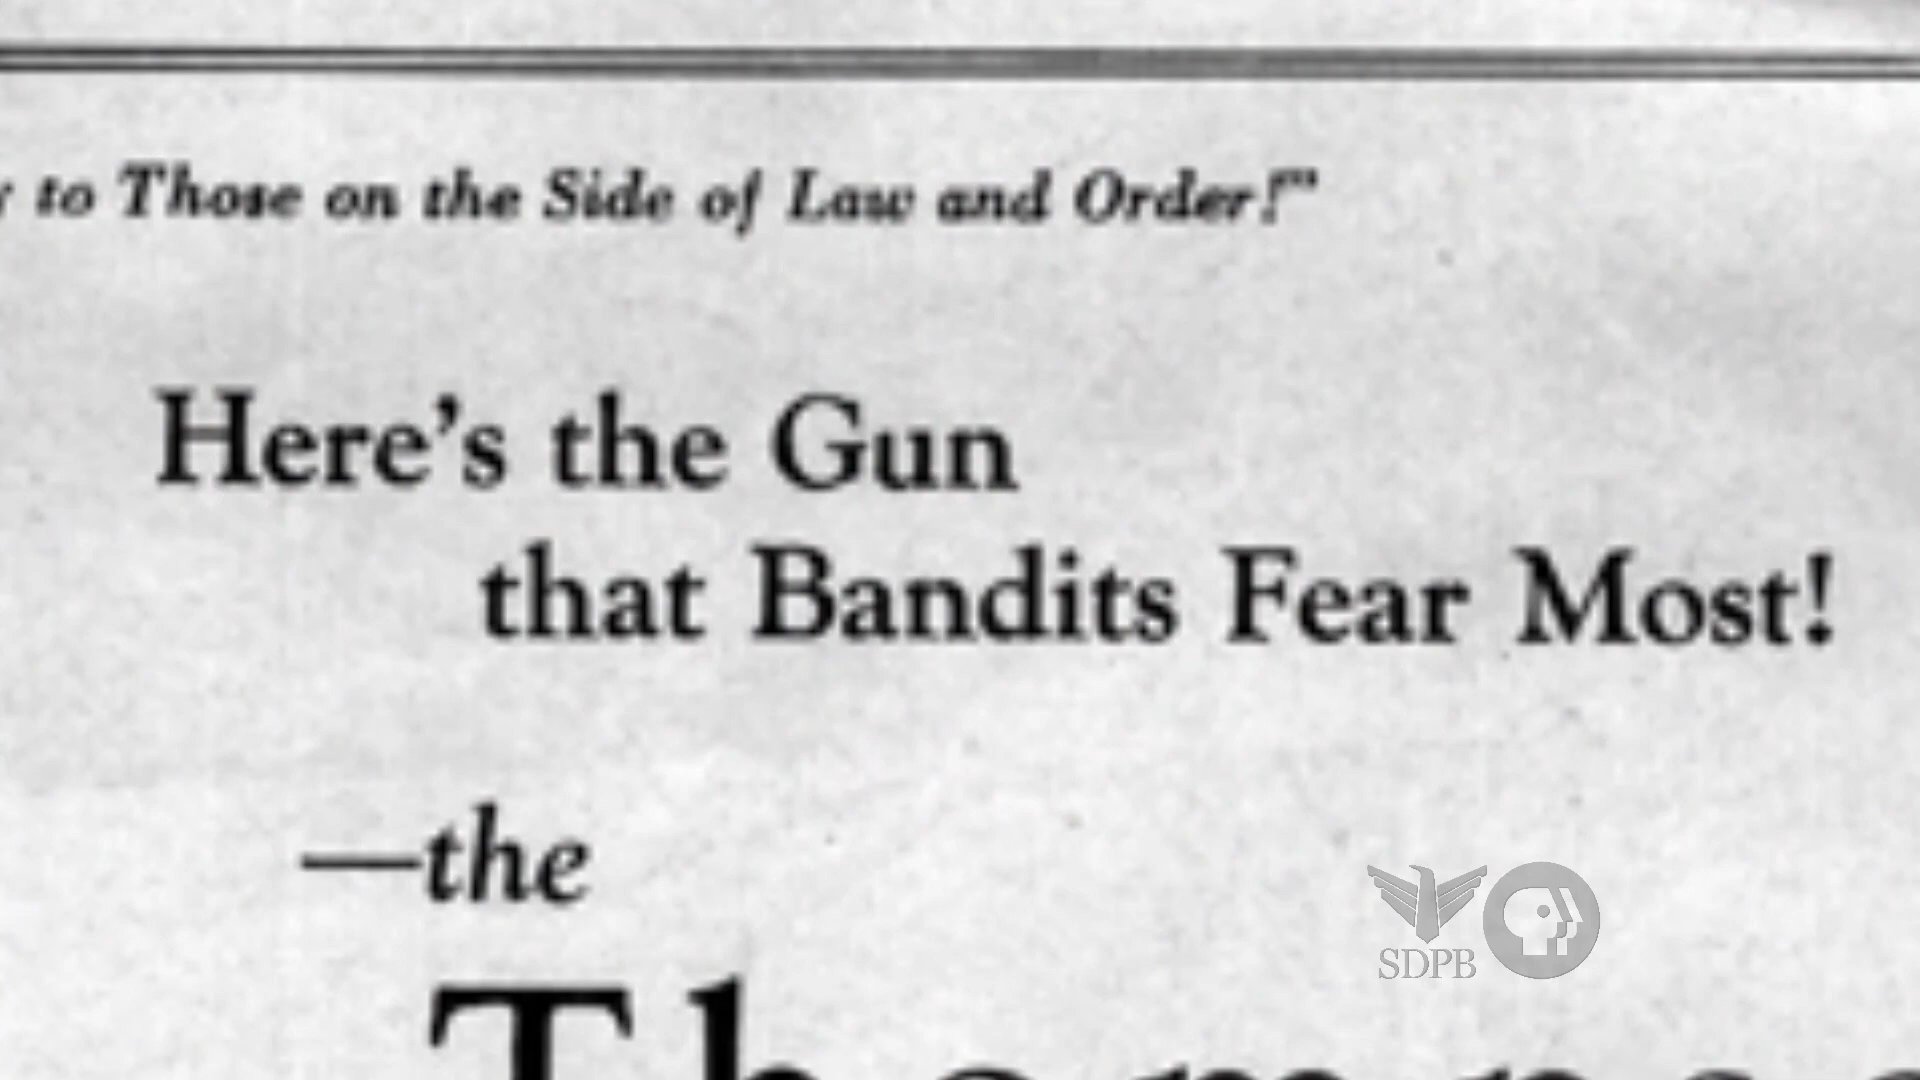 to Those on the Side of Law and Order!"
Here's the Gun
that Bandits Fear Most!
—the
SDPB